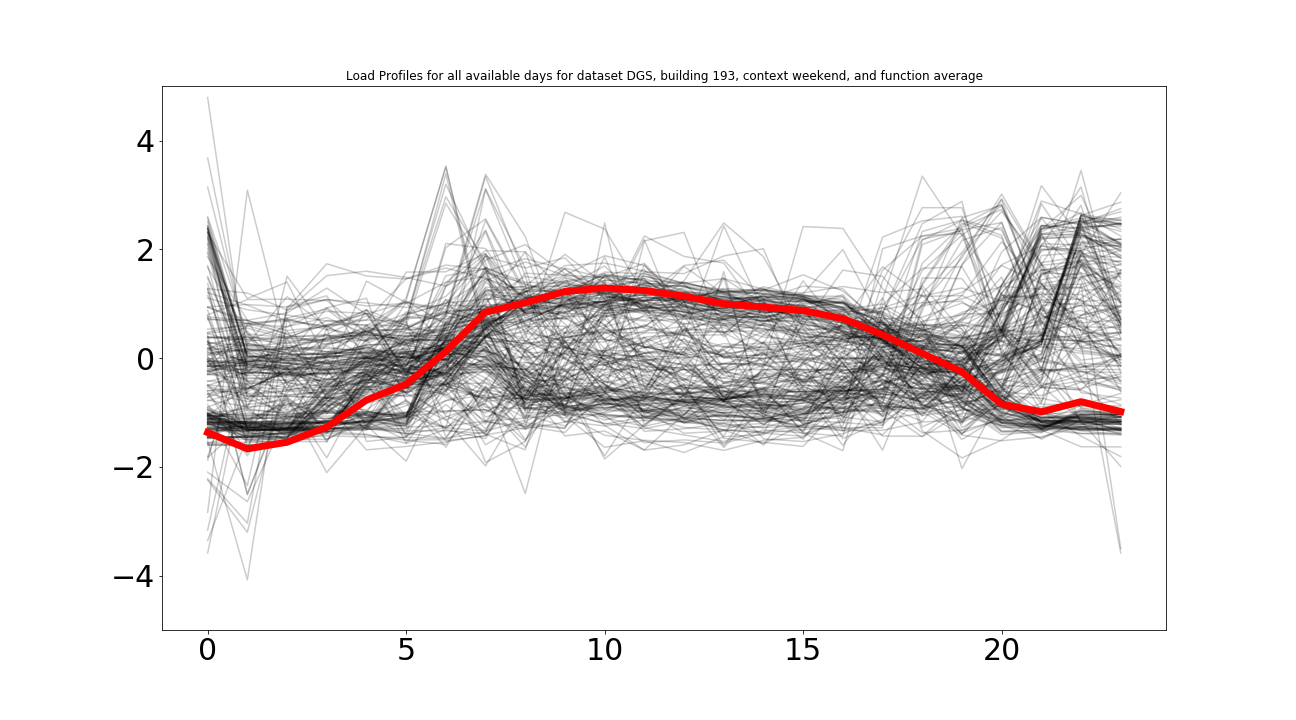 Load Profiles for all available days for dataset DGS, building 193, context weekend, and function average
4
2
0
−2
−4
0 5 10 15 20